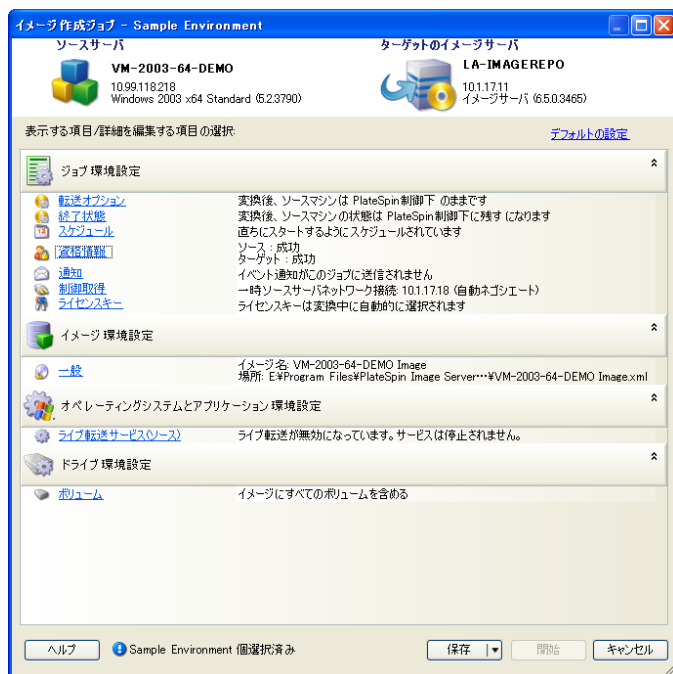 イメージ作成ジョブ - Sample Environment
ソースサーバ
ターゲットのイメージサーバ
VM-2003-64-DEMO
LA-IMAGEREPO
10.99.118.218
10.1.17.11
Windows 2003 x64 Standard (5.2.3790)
イメージサーバ (6.5.0.3465)
表示する項目/詳細を編集する項目の選択:
デフォルトの設定
ジョブ環境設定
転送オプション 変換後、ソースマシンは PlateSpin制御下 のままです
終了状態 変換後、ソースマシンの状態は PlateSpin制御下に残す になります
スケジュール 直ちにスタートするようにスケジュールされています
資格情報 ソース : 成功
ターゲット : 成功
通知 イベント通知がこのジョブに送信されません
制御取得 一時ソースサーバネットワーク接続: 10.1.17.18 (自動ネゴシエート)
ライセンスキー ライセンスキーは変換中に自動的に選択されます
イメージ環境設定
一般 イメージ名: VM-2003-64-DEMO Image
場所: E:¥Program Files¥PlateSpin Image Server…¥VM-2003-64-DEMO Image.xml
オペレーティングシステムとアプリケーション環境設定
ライブ転送サービス(ソース) ライブ転送が無効になっています。サービスは停止されません。
ドライブ環境設定
ボリューム イメージにすべてのボリュームを含める
ヘルプ Sample Environment 個選択済み 保存 開始 キャンセル